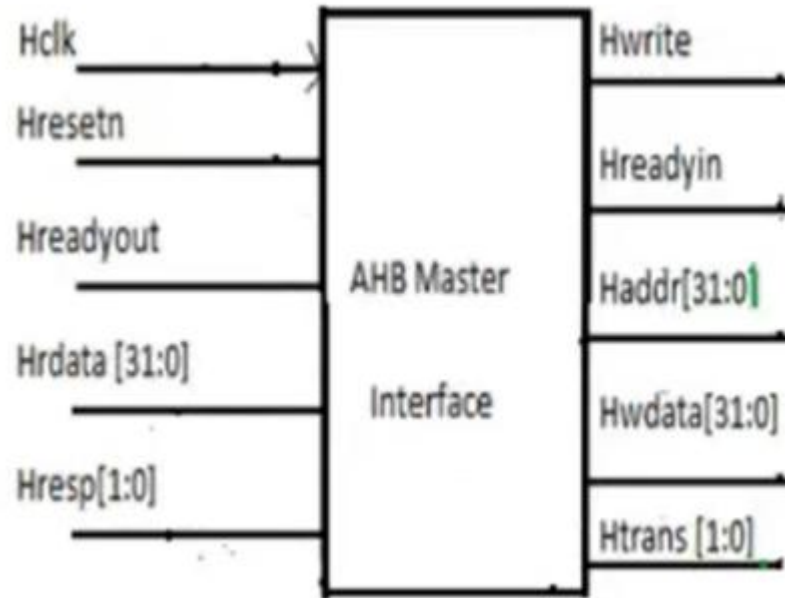 Hclk
Hresetn
Hreadyout
Hrdata [31:0]
Hresp[1:0]
AHB Master
Interface
Hwrite
Hreadyin
Haddr[31:0]
Hwdata[31:0]
Htrans [1:0]